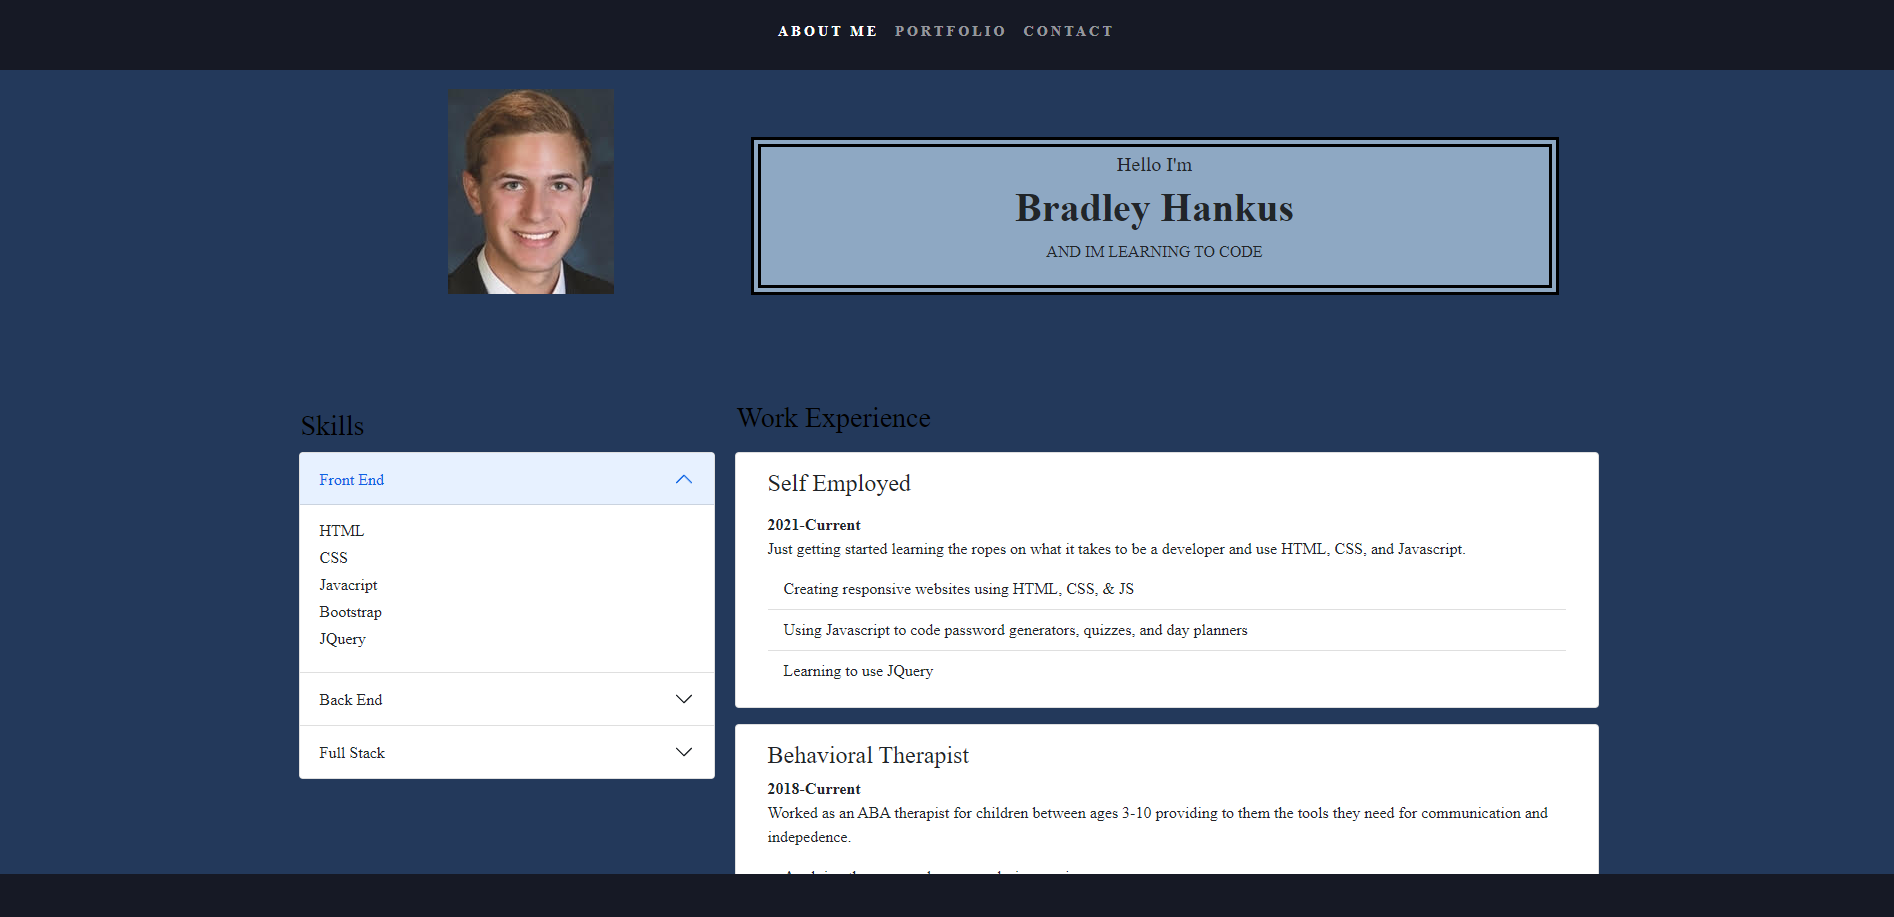 ABOUT ME PORTFOLIO CONTACT
Hello I'm
Bradley Hankus
AND IM LEARNING TO CODE
Skills
Front End
HTML
CSS
Javacript
Bootstrap
JQuery
Back End
Full Stack
Work Experience
Self Employed
2021-Current
Just getting started learning the ropes on what it takes to be a developer and use HTML, CSS, and Javascript.
Creating responsive websites using HTML, CSS, & JS
Using Javascript to code password generators, quizzes, and day planners
Learning to use JQuery
Behavioral Therapist
2018-Current
Worked as an ABA therapist for children between ages 3-10 providing to them the tools they need for communication and
indepedence.